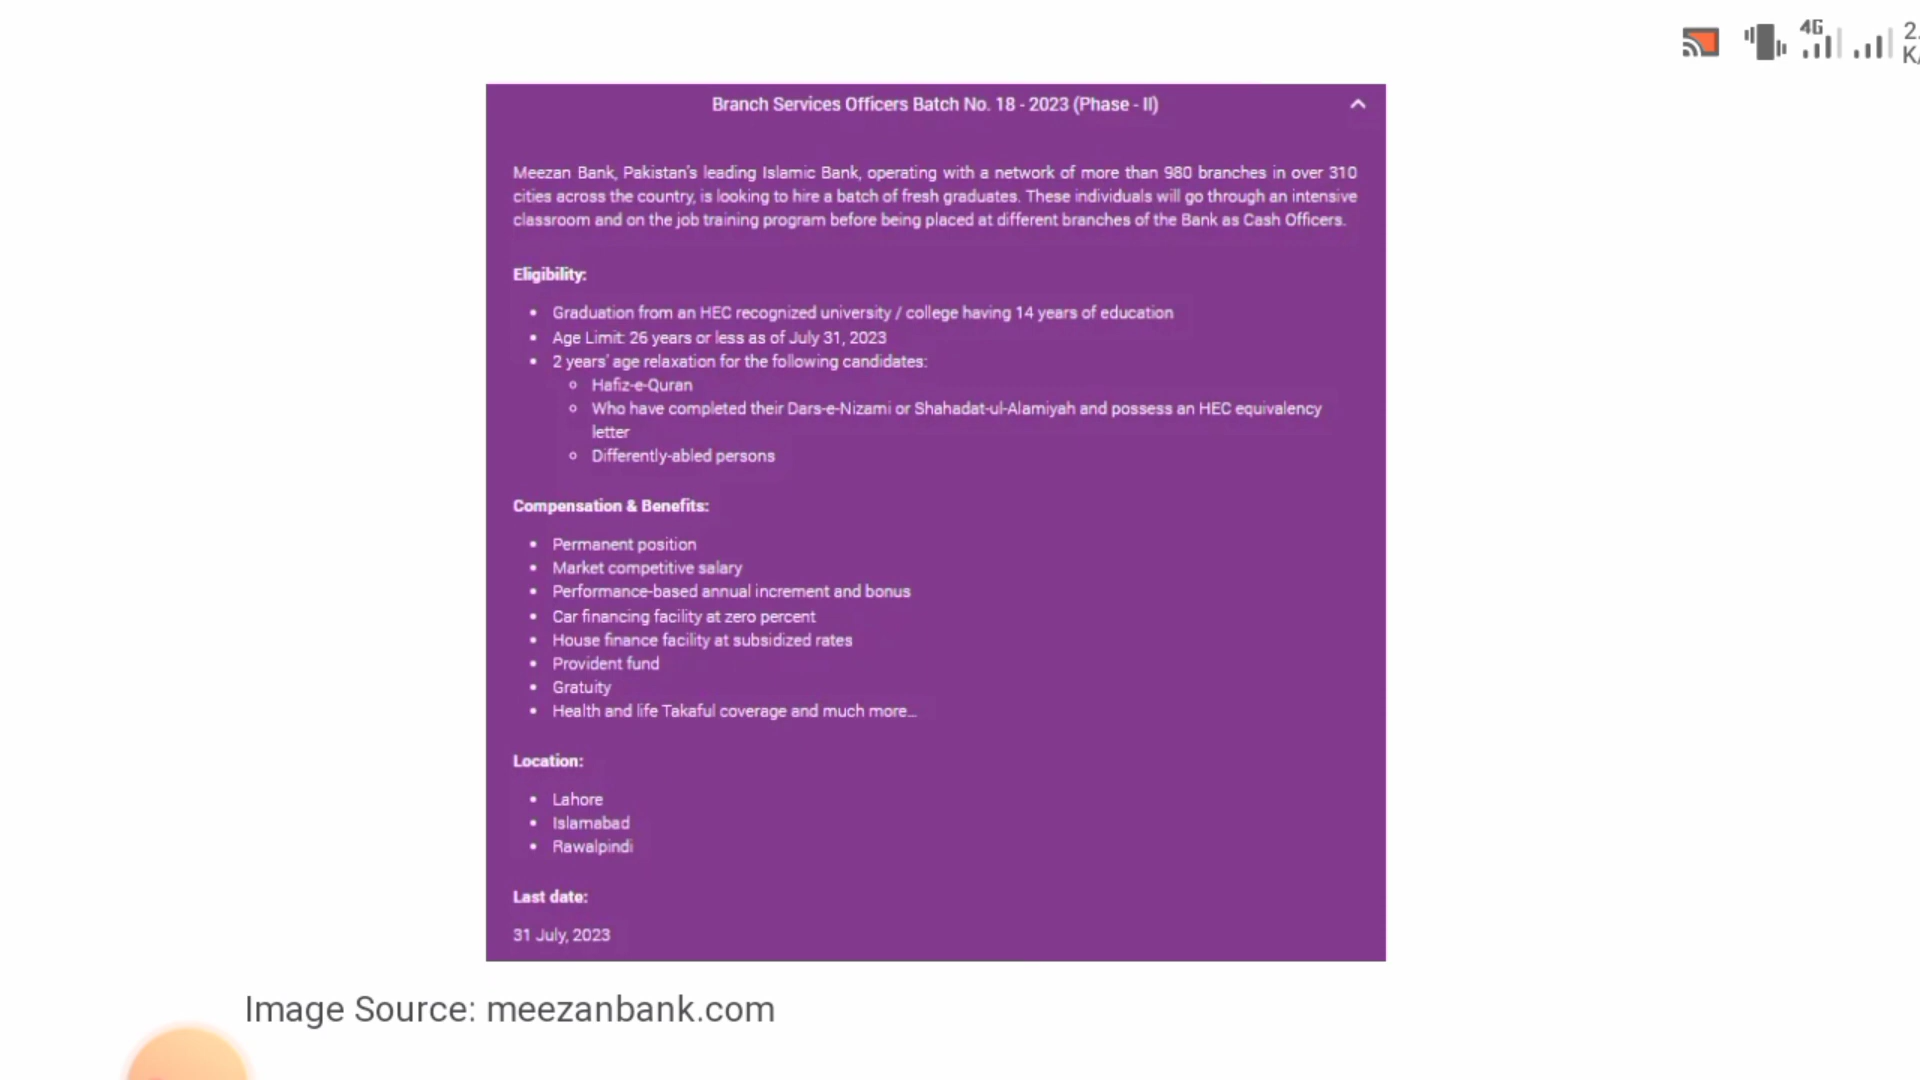 4G
Branch Services Officers Batch No. 18 - 2023 (Phase - II)
Meezan Bank, Pakistan's leading Islamic Bank, operating with a network of more than 980 branches in over 310
cities across the country, is looking to hire a batch of fresh graduates. These individuals will go through an intensive
classroom and on the job training program before being placed at different branches of the Bank as Cash Officers.
Eligibility:
• Graduation from an HEC recognized university / college having 14 years of education
• Age Limit: 26 years or less as of July 31, 2023
• 2 years' age relaxation for the following candidates:
o Hafiz-e-Quran
o Who have completed their Dars-e-Nizami or Shahadat-ul-Alamiyah and possess an HEC equivalency
letter
o Differently-abled persons
Compensation & Benefits:
• Permanent position
• Market competitive salary
• Performance-based annual increment and bonus
• Car financing facility at zero percent
• House finance facility at subsidized rates
• Provident fund
• Gratuity
• Health and life Takaful coverage and much more...
Location:
• Lahore
• Islamabad
• Rawalpindi
Last date:
31 July, 2023
Image Source: meezanbank.com